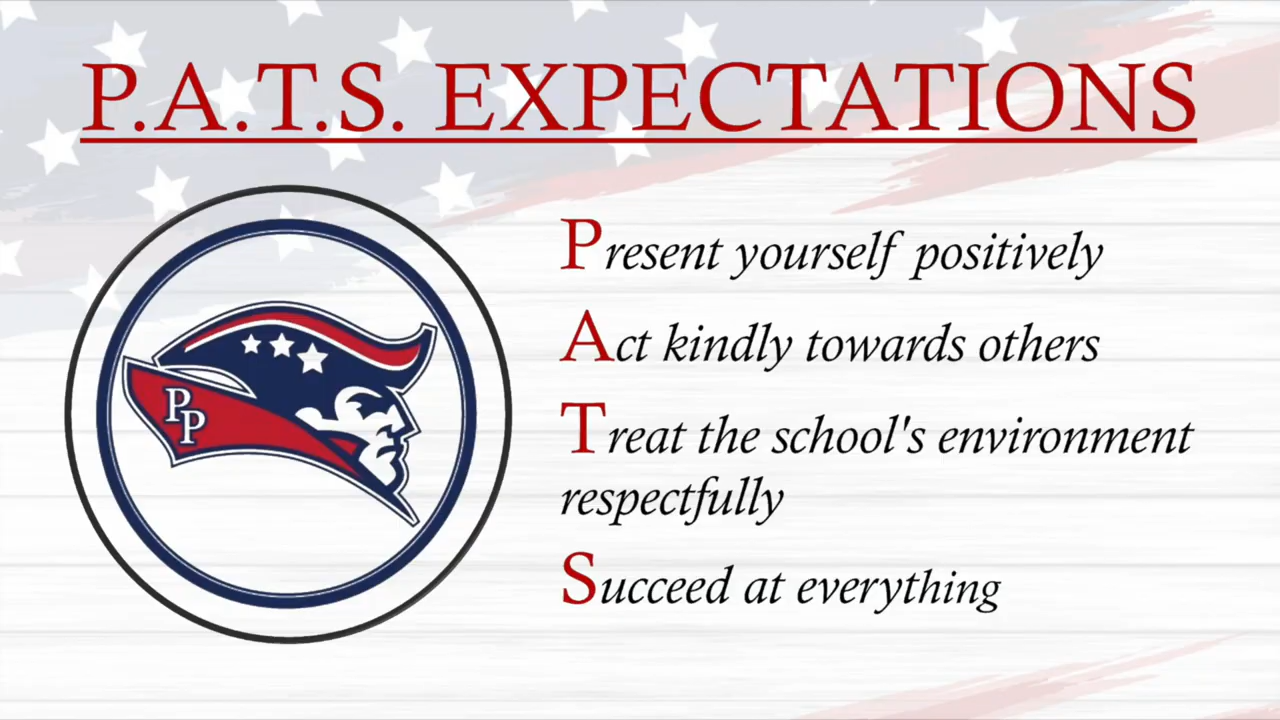 P.A.T.S. EXPECTATIONS
Present yourself positively
Act kindly towards others
Treat the school's environment
respectfully
Succeed at everything
PP